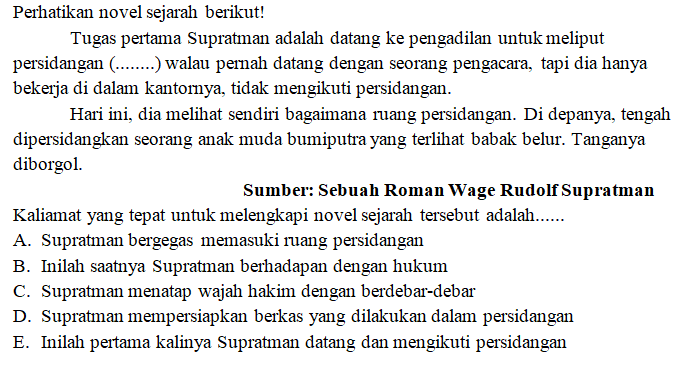 Perhatikan novel sejarah berikut!
Tugas pertama Supratman adalah datang ke pengadilan untuk meliput
persidangan (........) walau pernah datang dengan seorang pengacara, tapi dia hanya
bekerja di dalam kantornya, tidak mengikuti persidangan.
Hari ini, dia melihat sendiri bagaimana ruang persidangan. Di depanya, tengah
dipersidangkan seorang anak muda bumiputra yang terlihat babak belur. Tanganya
diborgol.
Sumber: Sebuah Roman Wage Rudolf Supratman
Kaliamat yang tepat untuk melengkapi novel sejarah tersebut adalah......
A. Supratman bergegas memasuki ruang persidangan
B. Inilah saatnya Supratman berhadapan dengan hukum
C. Supratman menatap wajah hakim dengan berdebar-debar
D. Supratman mempersiapkan berkas yang dilakukan dalam persidangan
E. Inilah pertama kalinya Supratman datang dan mengikuti persidangan